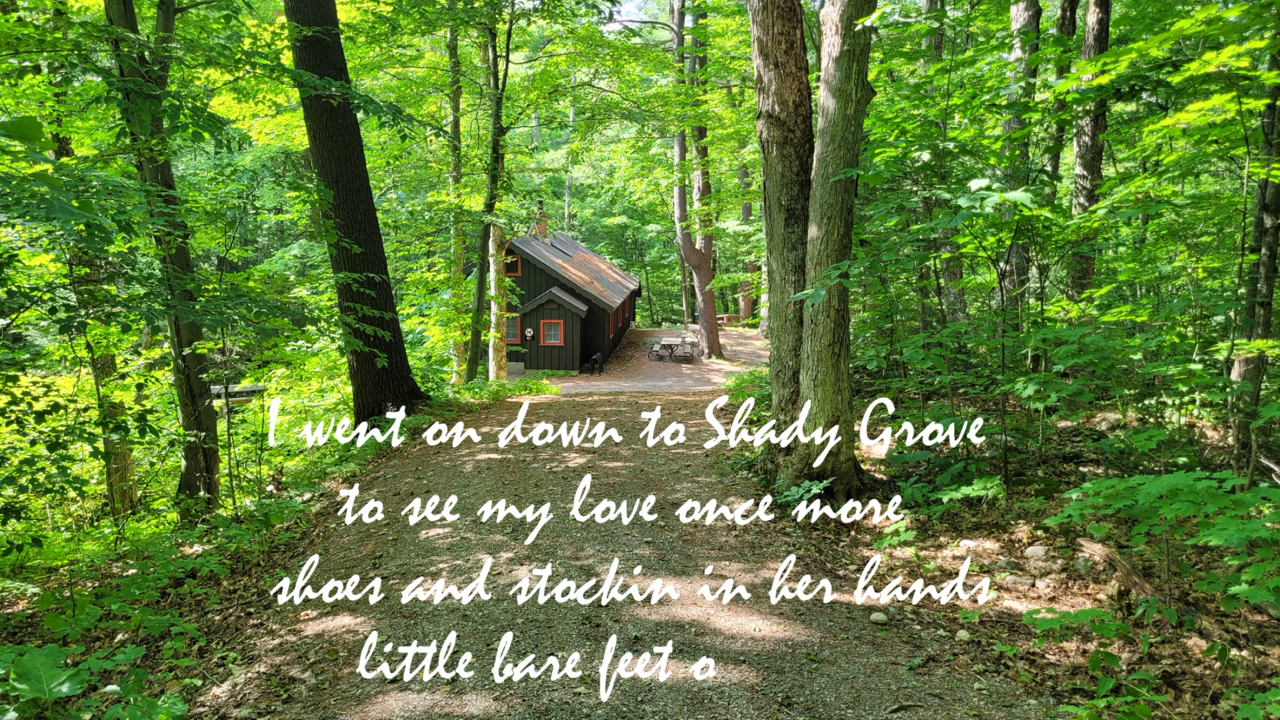 I went on down to Shady Grove
to see my love once more
shoes and stockin in her hands
little bare feet o